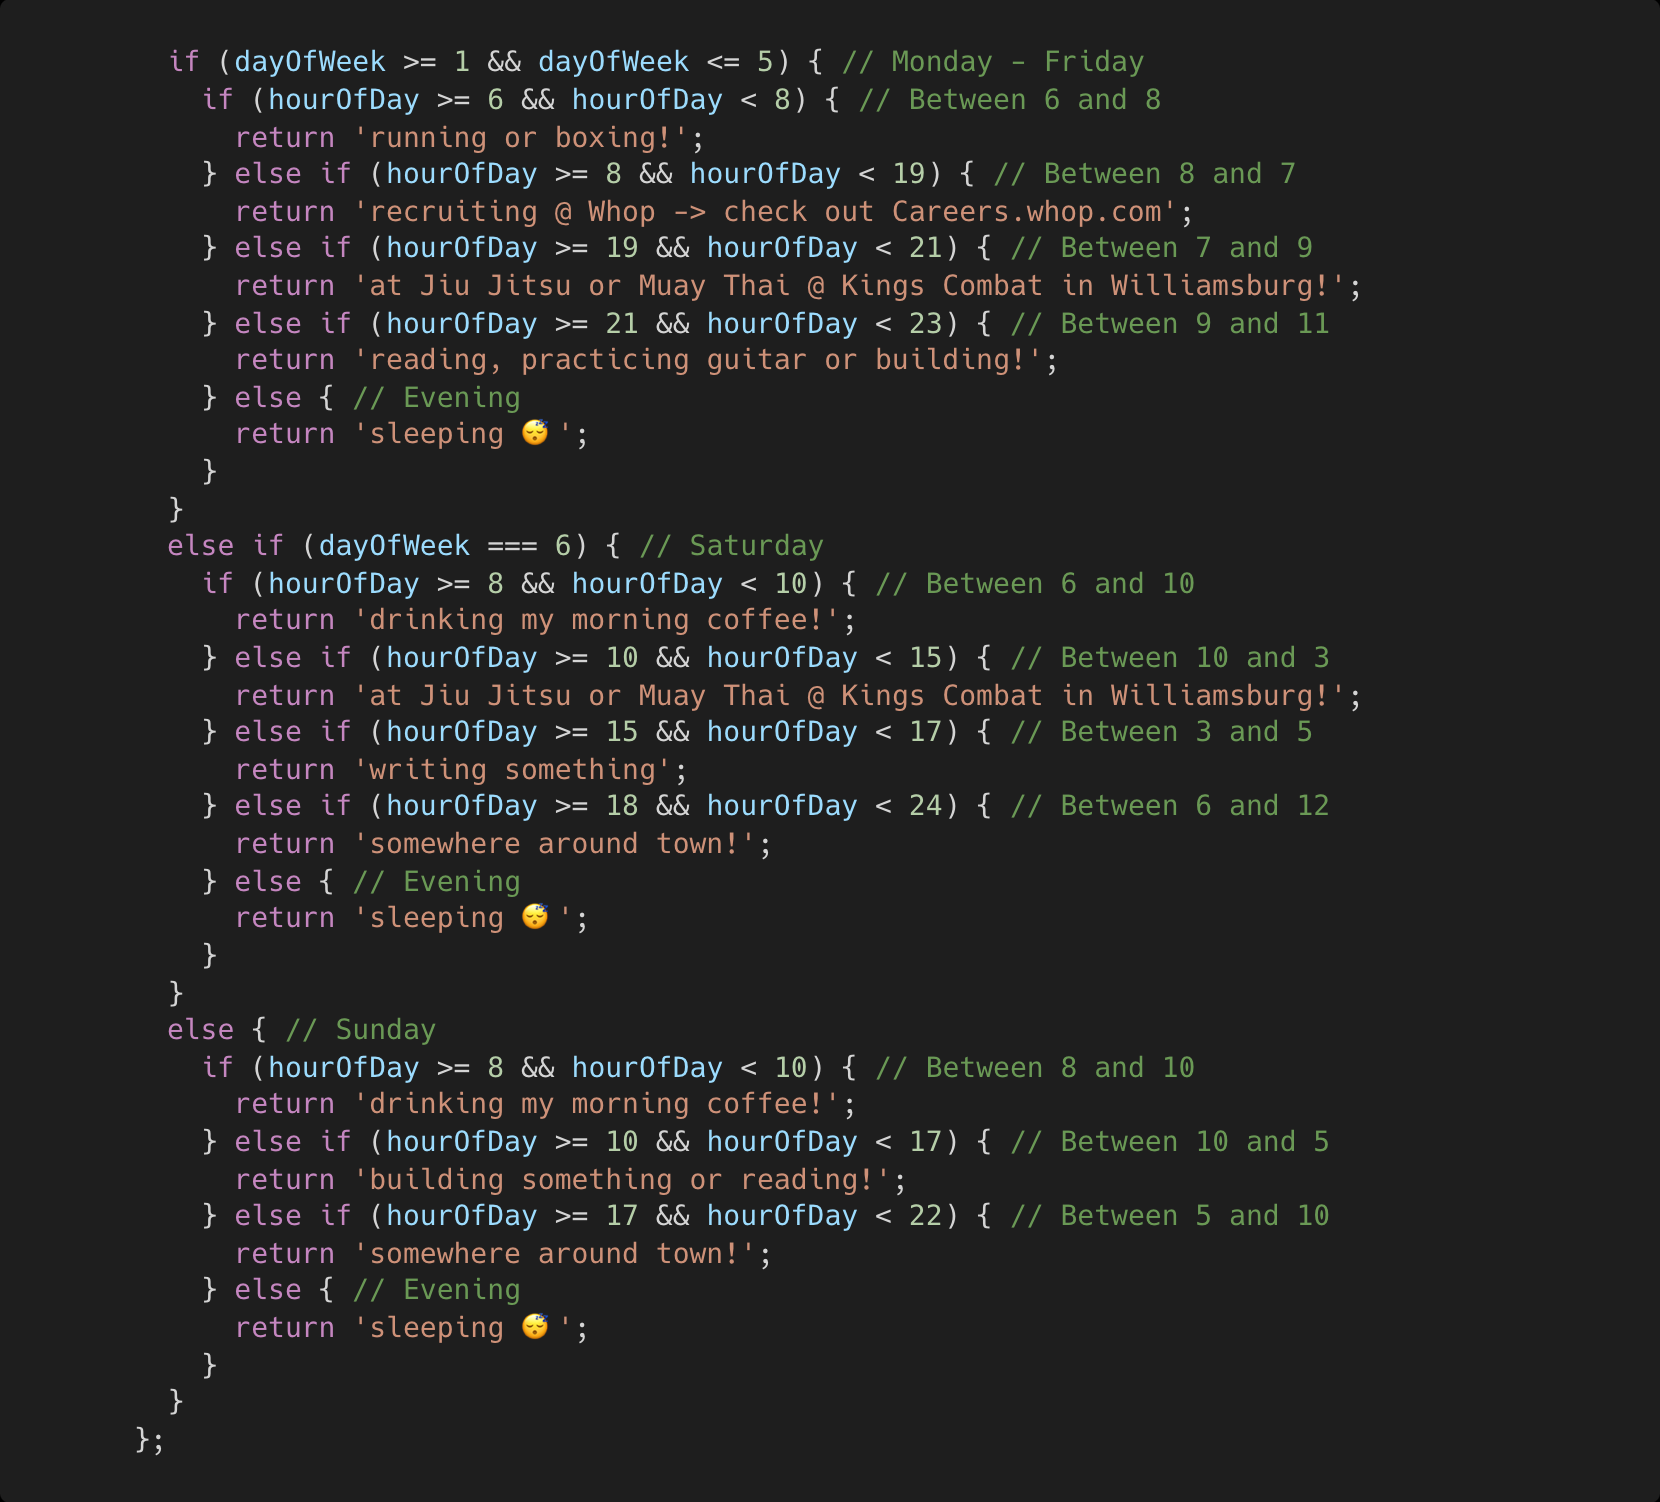 if (dayOfWeek >= 1 && dayOfWeek <= 5) { // Monday - Friday
  if (hourOfDay >= 6 && hourOfDay < 8) { // Between 6 and 8
    return 'running or boxing!';
  } else if (hourOfDay >= 8 && hourOfDay < 19) { // Between 8 and 7
    return 'recruiting @ Whop -> check out Careers.whop.com';
  } else if (hourOfDay >= 19 && hourOfDay < 21) { // Between 7 and 9
    return 'at Jiu Jitsu or Muay Thai @ Kings Combat in Williamsburg!';
  } else if (hourOfDay >= 21 && hourOfDay < 23) { // Between 9 and 11
    return 'reading, practicing guitar or building!';
  } else { // Evening
    return 'sleeping 😴 ';
  }
}
else if (dayOfWeek === 6) { // Saturday
  if (hourOfDay >= 8 && hourOfDay < 10) { // Between 6 and 10
    return 'drinking my morning coffee!';
  } else if (hourOfDay >= 10 && hourOfDay < 15) { // Between 10 and 3
    return 'at Jiu Jitsu or Muay Thai @ Kings Combat in Williamsburg!';
  } else if (hourOfDay >= 15 && hourOfDay < 17) { // Between 3 and 5
    return 'writing something';
  } else if (hourOfDay >= 18 && hourOfDay < 24) { // Between 6 and 12
    return 'somewhere around town!';
  } else { // Evening
    return 'sleeping 😴 ';
  }
}
else { // Sunday
  if (hourOfDay >= 8 && hourOfDay < 10) { // Between 8 and 10
    return 'drinking my morning coffee!';
  } else if (hourOfDay >= 10 && hourOfDay < 17) { // Between 10 and 5
    return 'building something or reading!';
  } else if (hourOfDay >= 17 && hourOfDay < 22) { // Between 5 and 10
    return 'somewhere around town!';
  } else { // Evening
    return 'sleeping 😴 ';
  }
}
};